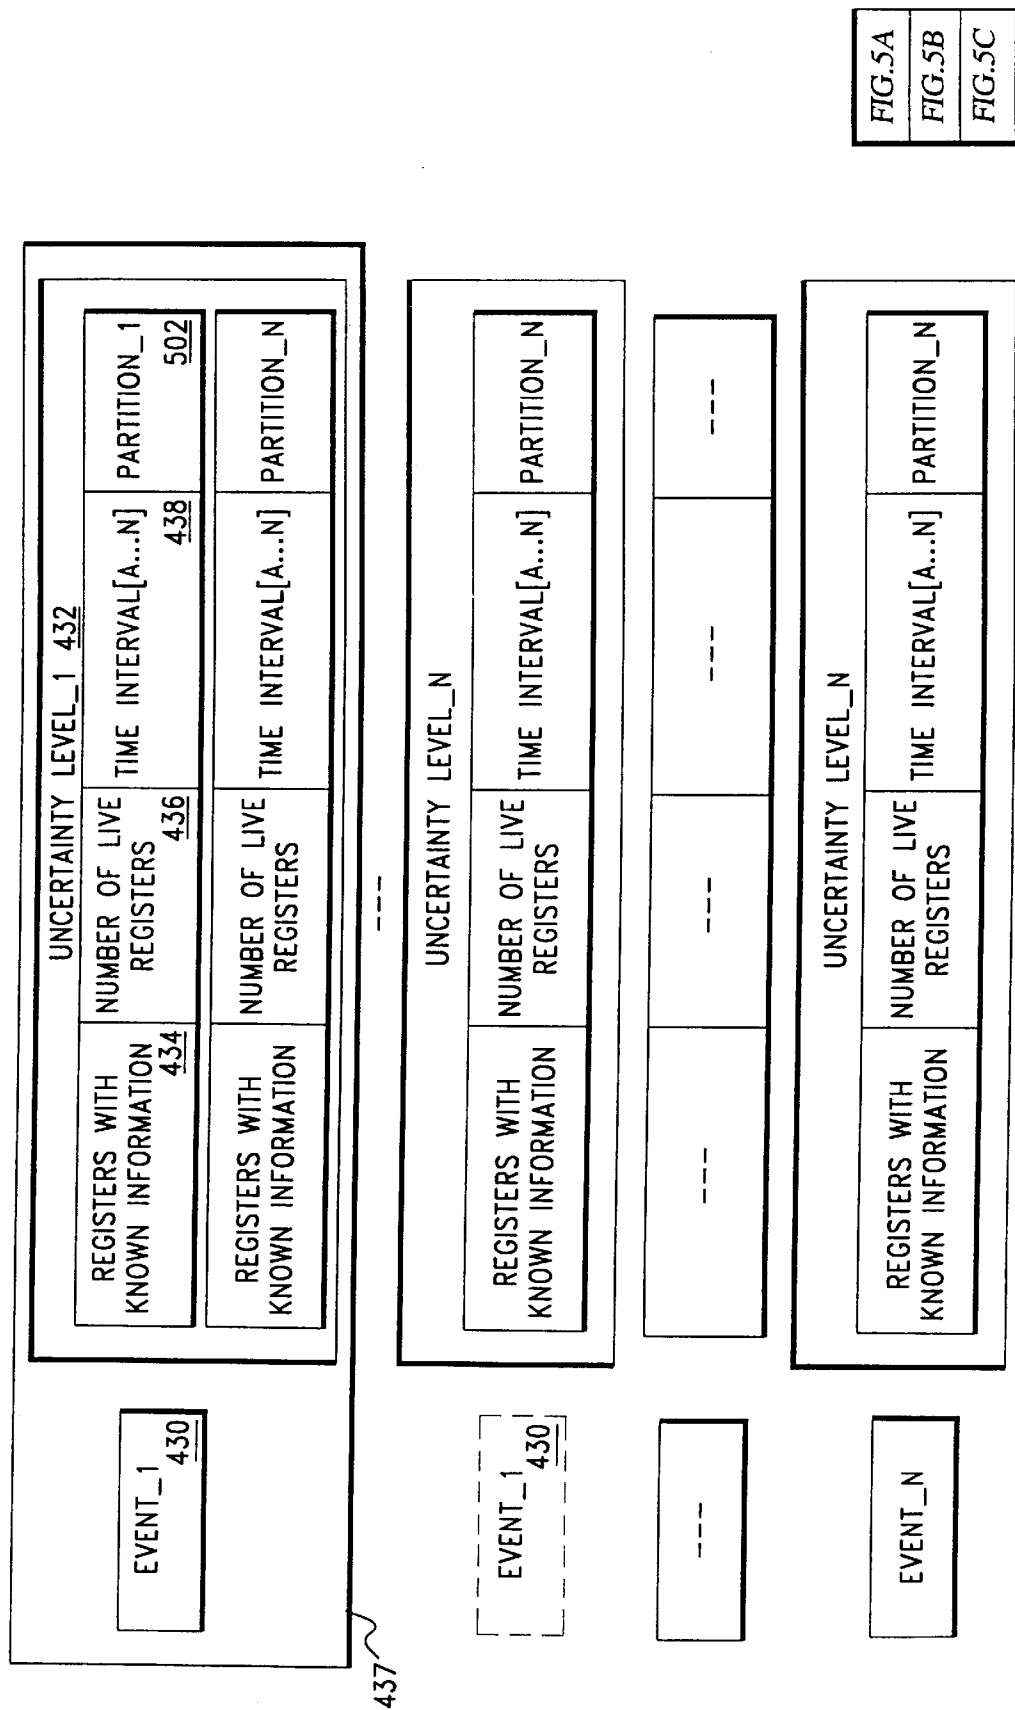 UNCERTAINTY LEVEL_1 432
EVENT_1
430
REGISTERS WITH
KNOWN INFORMATION
434
NUMBER OF LIVE
REGISTERS
436
TIME INTERVAL[A...N]
438
PARTITION_1
502
REGISTERS WITH
KNOWN INFORMATION
NUMBER OF LIVE
REGISTERS
TIME INTERVAL[A...N]
PARTITION_N
437
---
UNCERTAINTY LEVEL_N
EVENT_1
430
REGISTERS WITH
KNOWN INFORMATION
NUMBER OF LIVE
REGISTERS
TIME INTERVAL[A...N]
PARTITION_N
---
---
---
---
---
UNCERTAINTY LEVEL_N
EVENT_N
REGISTERS WITH
KNOWN INFORMATION
NUMBER OF LIVE
REGISTERS
TIME INTERVAL[A...N]
PARTITION_N
FIG.5A
FIG.5B
FIG.5C